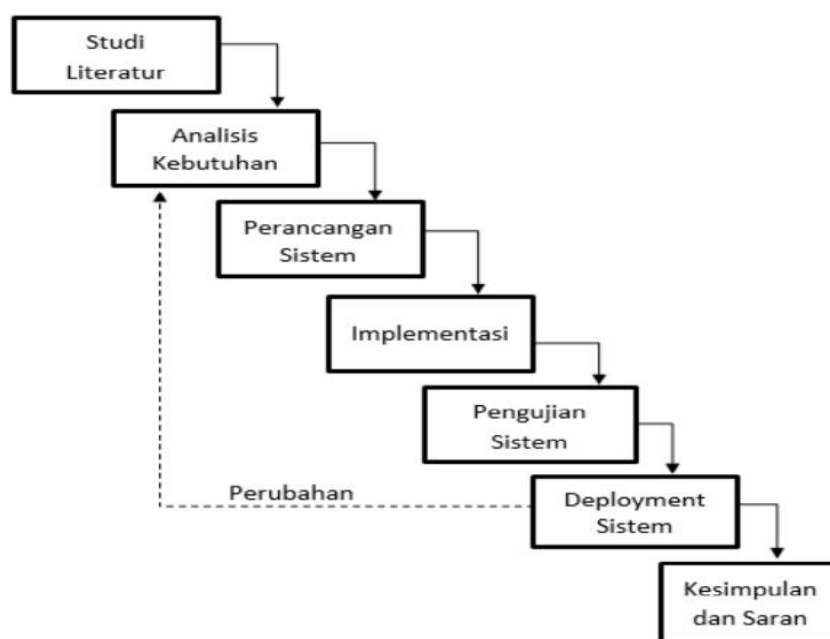 Studi
Literatur
Analisis
Kebutuhan
Perancangan
Sistem
Implementasi
Pengujian
Sistem
Perubahan
Deployment
Sistem
Kesimpulan
dan Saran